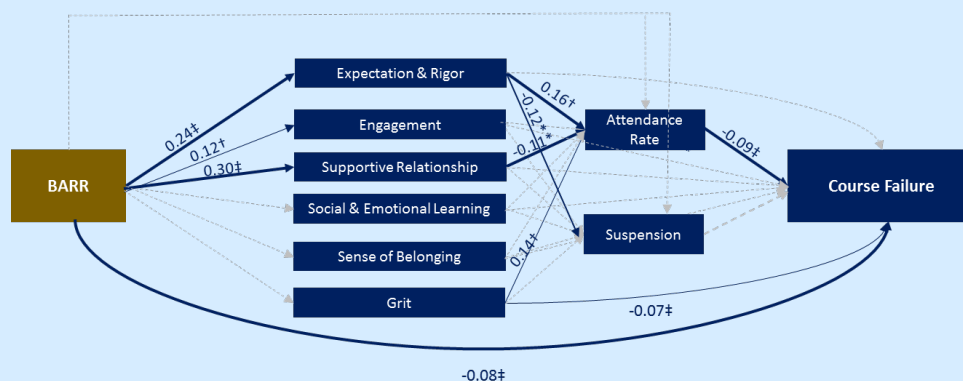 Expectation & Rigor
0.16†
-0.12**
Engagement
Attendance
Rate
0.24‡
0.12†
-0.11*
-0.09‡
0.30‡
Supportive Relationship
BARR
Course Failure
Social & Emotional Learning
Suspension
0.14‡
Sense of Belonging
Grit
-0.07‡
-0.08‡